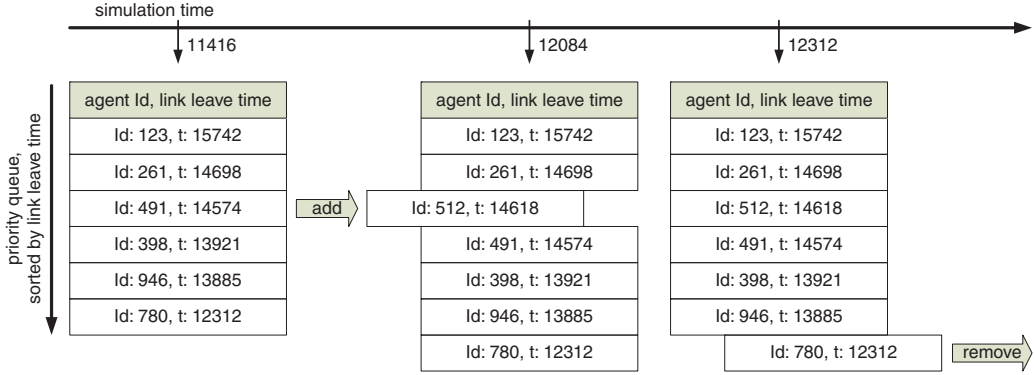 simulation time
11416
12084
12312
priority queue,
sorted by link leave time
agent Id, link leave time
Id: 123, t: 15742
Id: 261, t: 14698
Id: 491, t: 14574
Id: 398, t: 13921
Id: 946, t: 13885
Id: 780, t: 12312
add
agent Id, link leave time
Id: 123, t: 15742
Id: 261, t: 14698
Id: 512, t: 14618
Id: 491, t: 14574
Id: 398, t: 13921
Id: 946, t: 13885
Id: 780, t: 12312
agent Id, link leave time
Id: 123, t: 15742
Id: 261, t: 14698
Id: 512, t: 14618
Id: 491, t: 14574
Id: 398, t: 13921
Id: 946, t: 13885
Id: 780, t: 12312
remove